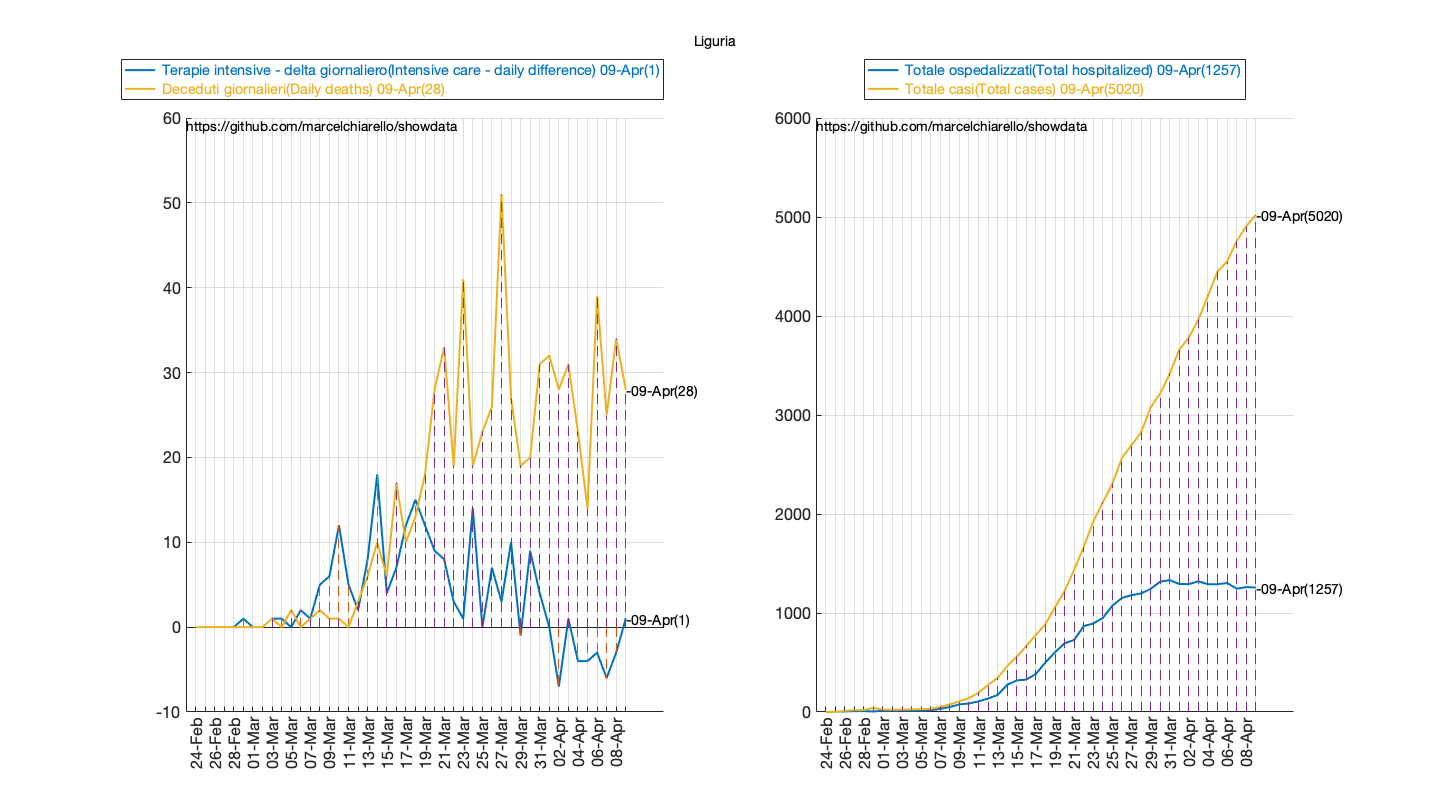 Liguria
Terapie intensive - delta giornaliero(Intensive care - daily difference) 09-Apr(1)
Deceduti giornalieri(Daily deaths) 09-Apr(28)
https://github.com/marcelchiarello/showdata
60
50
40
30
20
10
0
-10
-09-Apr(28)
-09-Apr(1)
24-Feb
26-Feb
28-Feb
01-Mar
03-Mar
05-Mar
07-Mar
09-Mar
11-Mar
13-Mar
15-Mar
17-Mar
19-Mar
21-Mar
23-Mar
25-Mar
27-Mar
29-Mar
31-Mar
02-Apr
04-Apr
06-Apr
08-Apr
Totale ospedalizzati(Total hospitalized) 09-Apr(1257)
Totale casi(Total cases) 09-Apr(5020)
https://github.com/marcelchiarello/showdata
6000
5000
4000
3000
2000
1000
0
-09-Apr(5020)
-09-Apr(1257)
24-Feb
26-Feb
28-Feb
01-Mar
03-Mar
05-Mar
07-Mar
09-Mar
11-Mar
13-Mar
15-Mar
17-Mar
19-Mar
21-Mar
23-Mar
25-Mar
27-Mar
29-Mar
31-Mar
02-Apr
04-Apr
06-Apr
08-Apr